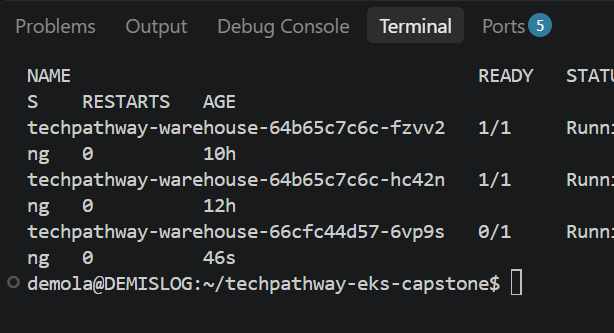 Problems Output Debug Console Terminal Ports 5
NAME READY STATU
S RESTARTS AGE
techpathway-warehouse-64b65c7c6c-fzvv2 1/1 Runni
ng 0 10h
techpathway-warehouse-64b65c7c6c-hc42n 1/1 Runni
ng 0 12h
techpathway-warehouse-66cfc44d57-6vp9s 0/1 Runni
ng 0 46s
demola@DEMISLOG:~/techpathway-eks-capstone$